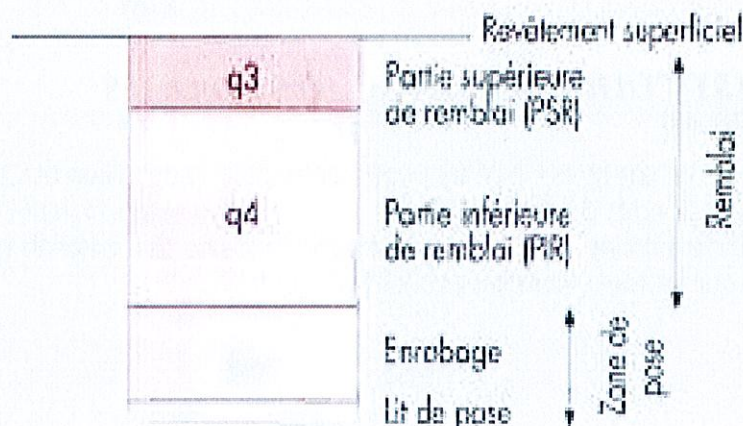 Revêtement superficiel
q3
Partie supérieure
de remblai (PSR)
q4
Partie inférieure
de remblai (PIR)
Remblai
Enrobage
Lit de pose
Zone de
pose